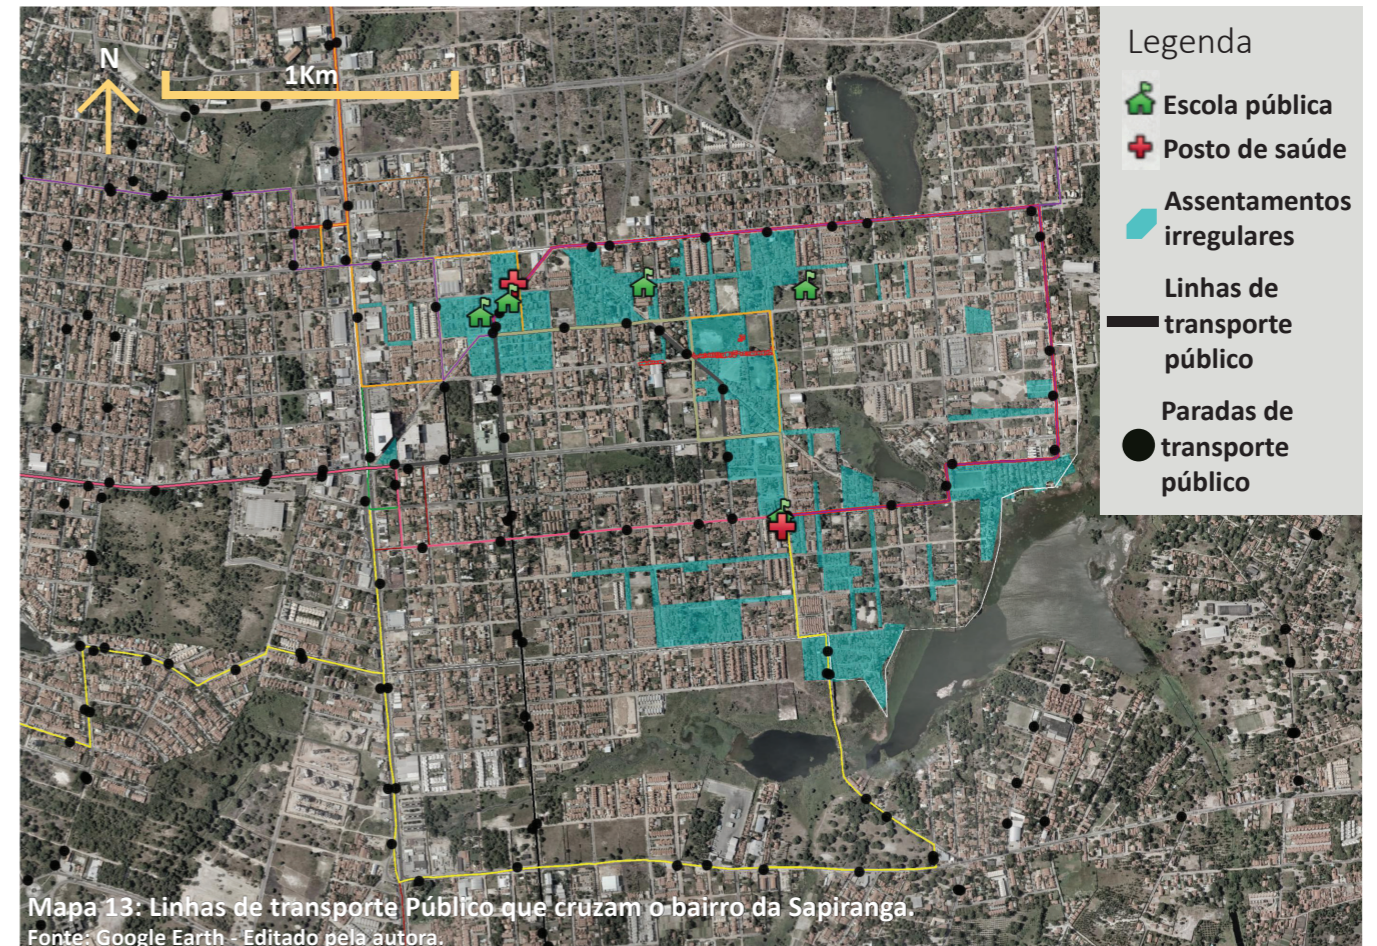 N
1Km
Legenda
Escola pública
Posto de saúde
Assentamentos
irregulares
Linhas de
transporte
público
Paradas de
transporte
público
Mapa 13: Linhas de transporte Público que cruzam o bairro da Sapiranga.
Fonte: Google Earth - Editado pela autora.